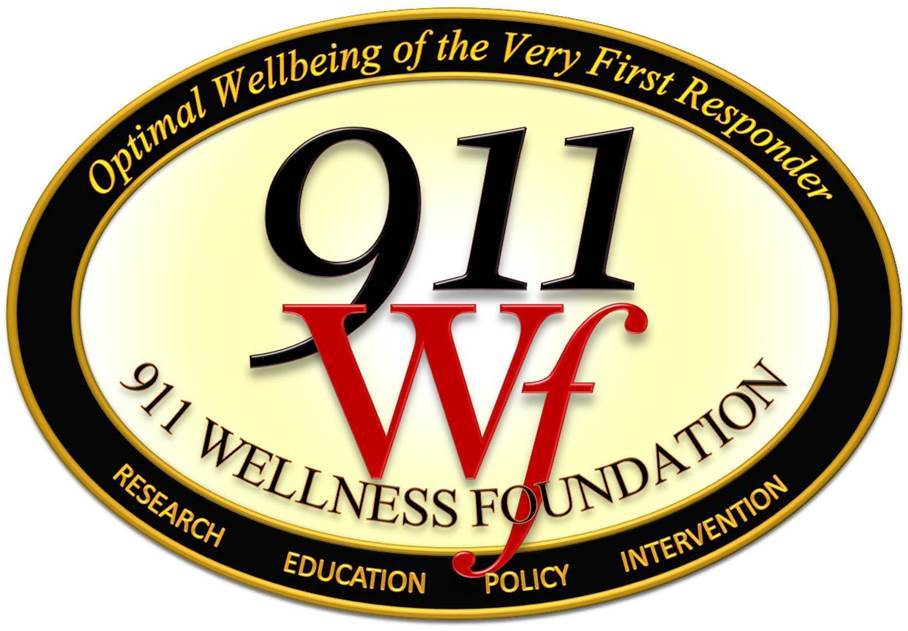 Optimal Wellbeing of the Very First Responder
911
Wf
911 WELLNESS FOUNDATION
RESEARCH EDUCATION POLICY INTERVENTION